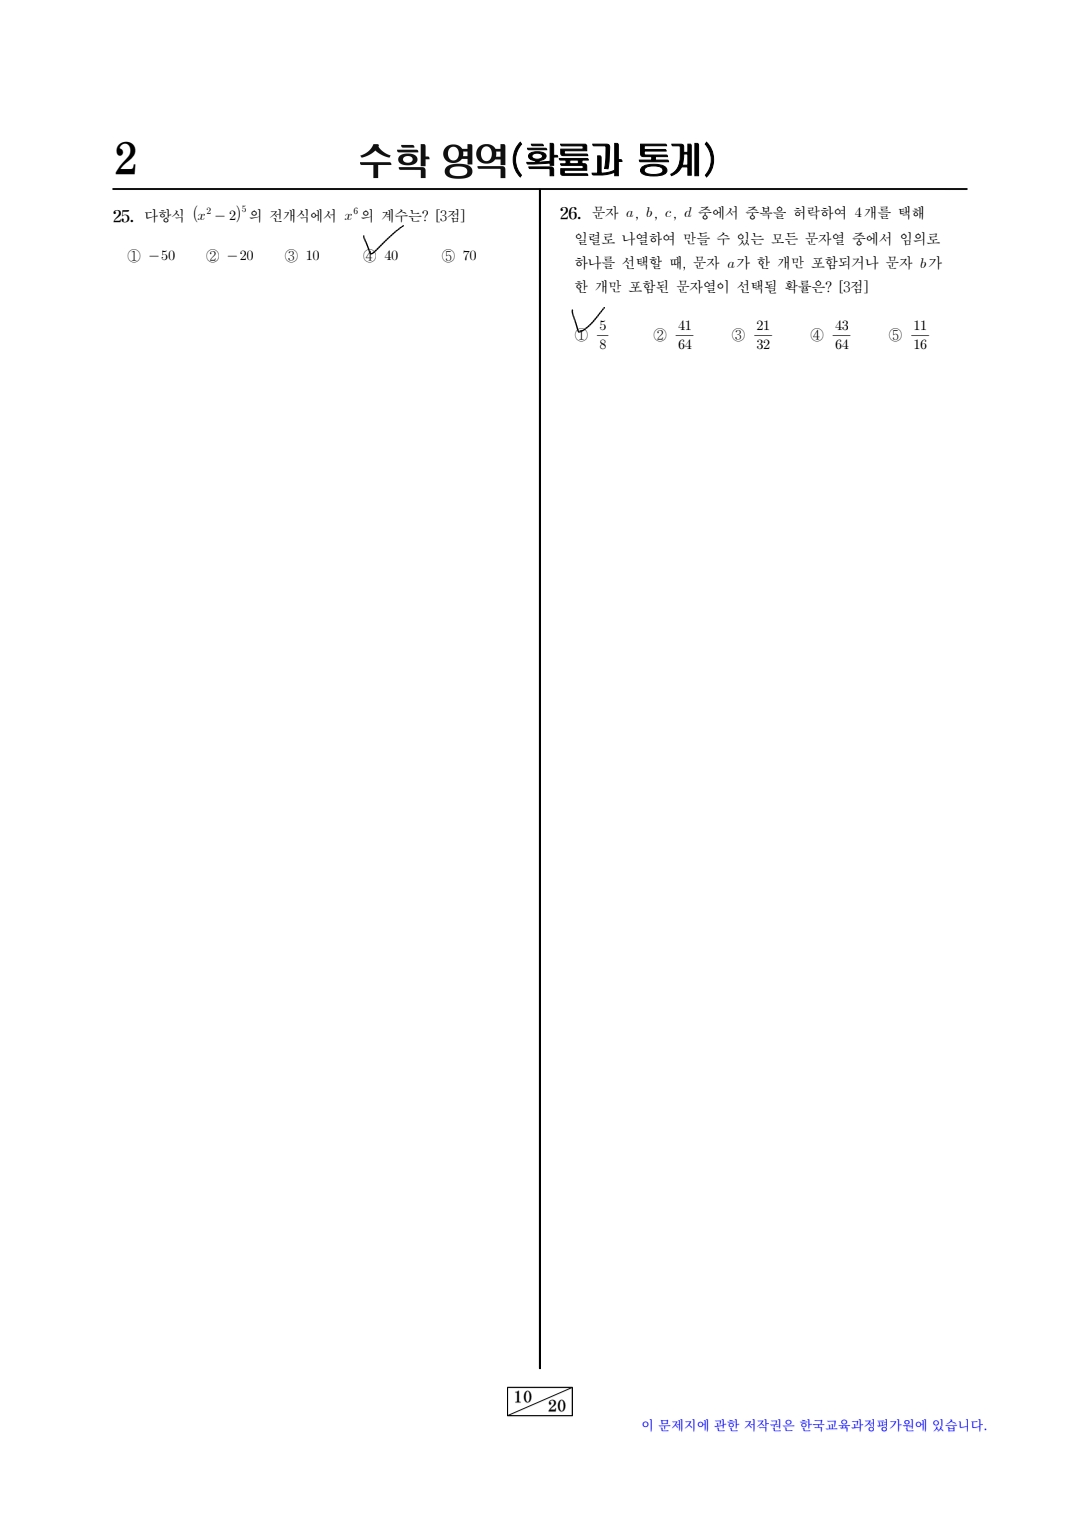 2
수학 영역(확률과 통계)
25. 다항식 (x² − 2)⁵의 전개식에서 x⁶의 계수는? [3점]
① −50 ② −20 ③ 10 ④ 40 ⑤ 70
26. 문자 a, b, c, d 중에서 중복을 허락하여 4개를 택해
일렬로 나열하여 만들 수 있는 모든 문자열 중에서 임의로
하나를 선택할 때, 문자 a가 한 개만 포함되거나 문자 b가
한 개만 포함된 문자열이 선택될 확률은? [3점]
① 5/8 ② 41/64 ③ 21/32 ④ 43/64 ⑤ 11/16
10/20
이 문제지에 관한 저작권은 한국교육과정평가원에 있습니다.